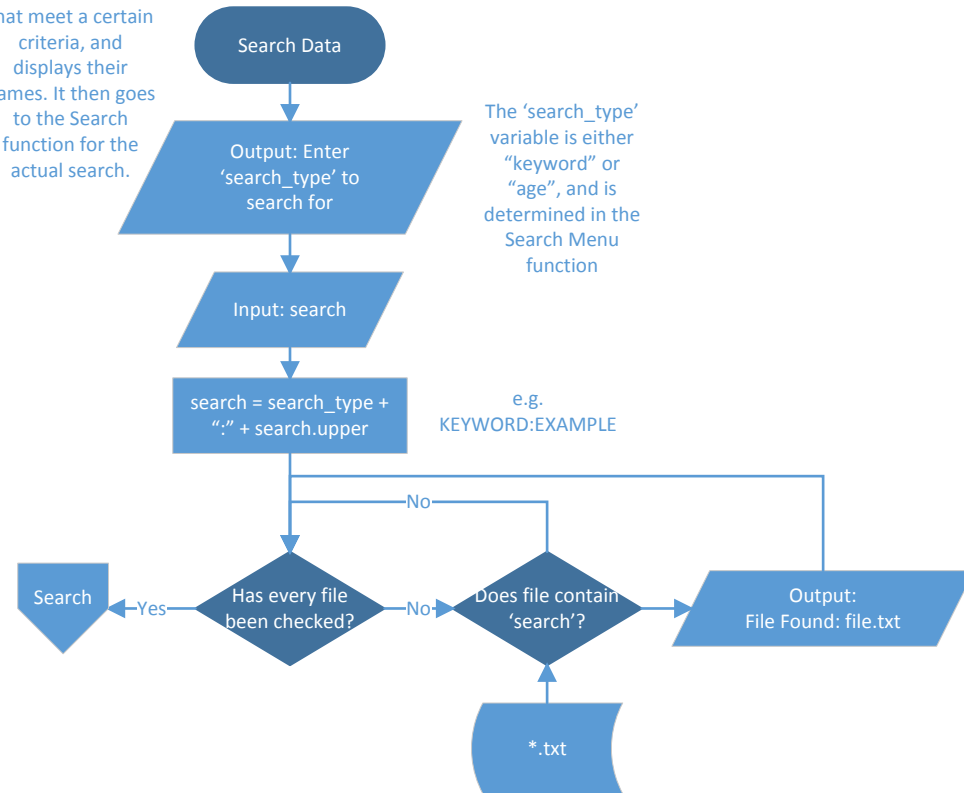 that meet a certain
criteria, and
displays their
names. It then goes
to the Search
function for the
actual search.
Search Data
Output: Enter
‘search_type’ to
search for
The ‘search_type’
variable is either
“keyword” or
“age”, and is
determined in the
Search Menu
function
Input: search
search = search_type +
“:” + search.upper
e.g.
KEYWORD:EXAMPLE
No
Search
Yes
Has every file
been checked?
No
Does file contain
‘search’?
Output:
File Found: file.txt
*.txt